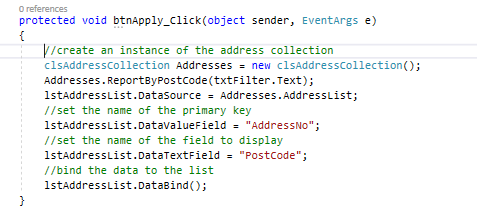 0 references
protected void btnApply_Click(object sender, EventArgs e)
{
//create an instance of the address collection
clsAddressCollection Addresses = new clsAddressCollection();
Addresses.ReportByPostCode(txtFilter.Text);
lstAddressList.DataSource = Addresses.AddressList;
//set the name of the primary key
lstAddressList.DataValueField = "AddressNo";
//set the name of the field to display
lstAddressList.DataTextField = "PostCode";
//bind the data to the list
lstAddressList.DataBind();
}